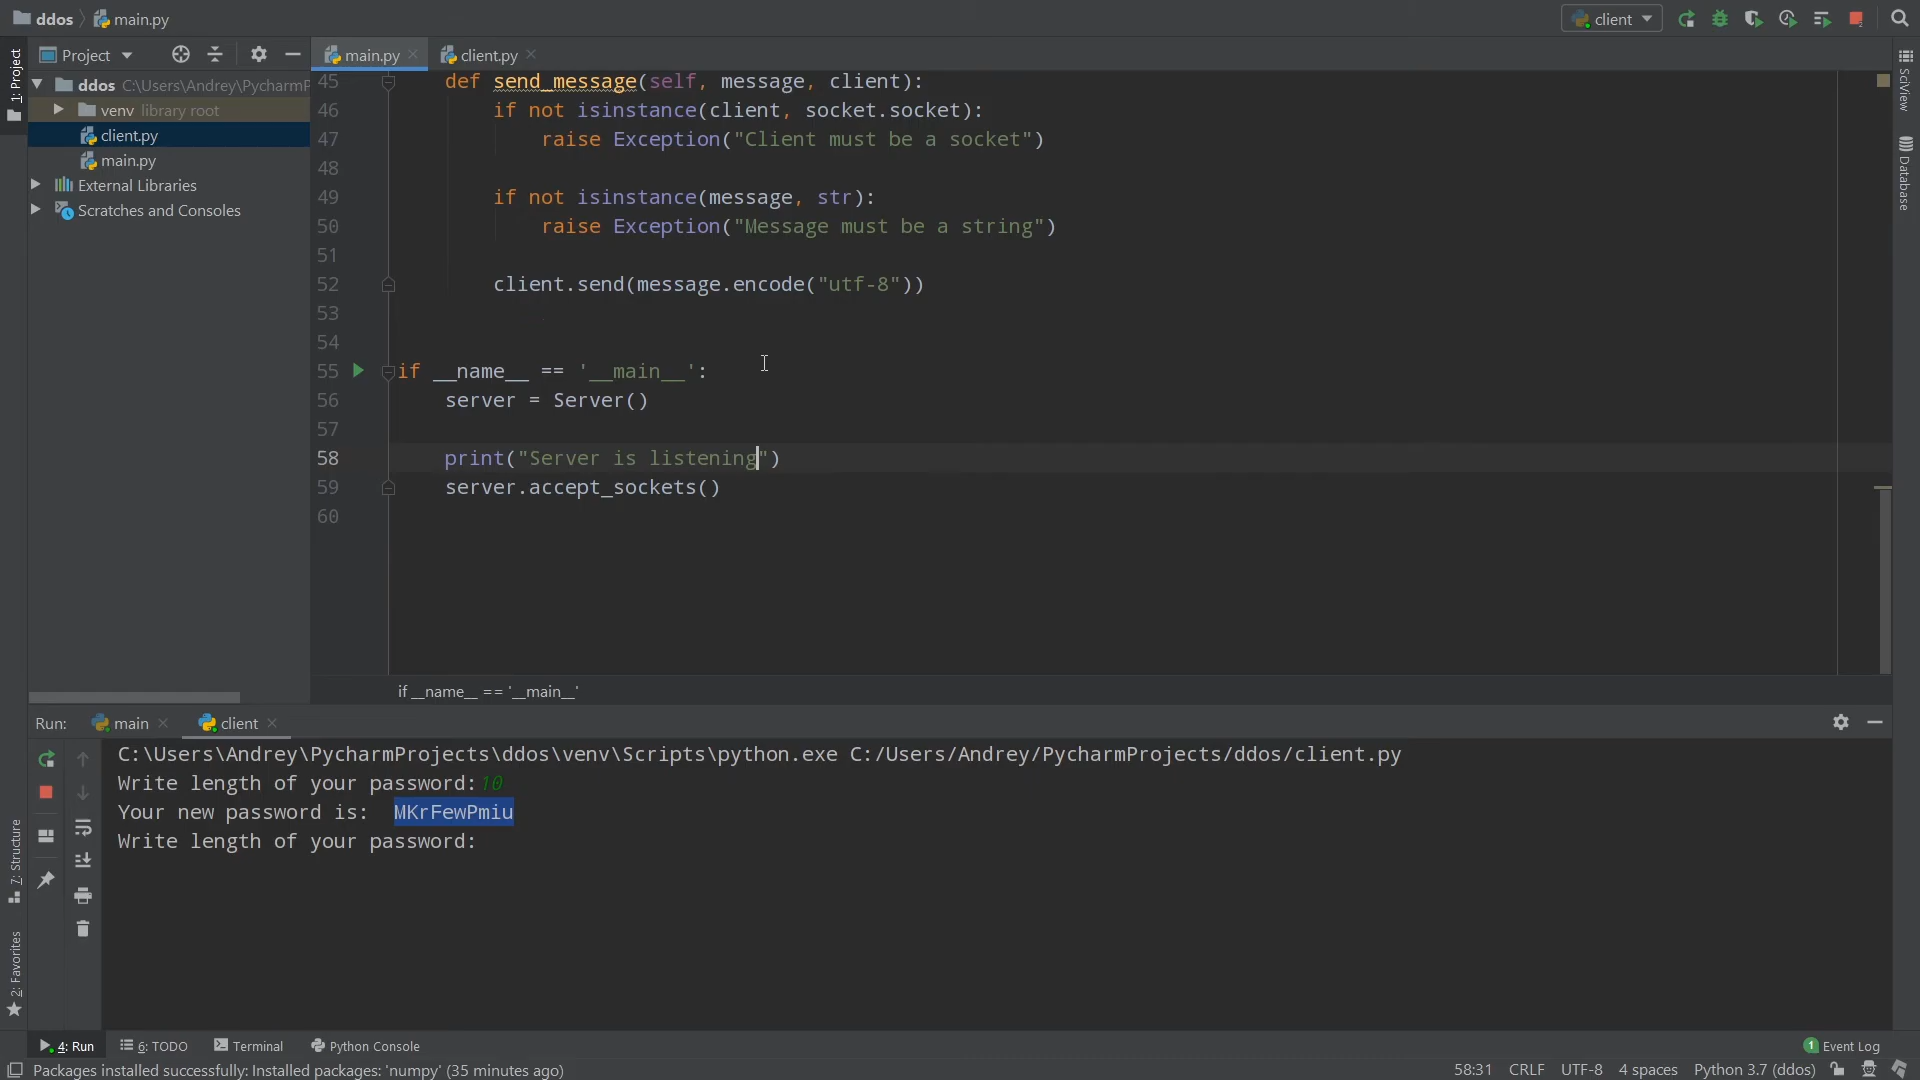 ddos main.py
client
Project
main.py
client.py
1: Project
ddos C:\Users\Andrey\PycharmP
venv library root
client.py
main.py
External Libraries
Scratches and Consoles
45 def send_message(self, message, client):
46 if not isinstance(client, socket.socket):
47 raise Exception("Client must be a socket")
48
49 if not isinstance(message, str):
50 raise Exception("Message must be a string")
51
52 client.send(message.encode("utf-8"))
53
54
55 if __name__ == '__main__':
56 server = Server()
57
58 print("Server is listening")
59 server.accept_sockets()
60
if __name__ == '__main__'
SciView
Database
Run: main client
C:\Users\Andrey\PycharmProjects\ddos\venv\Scripts\python.exe C:/Users/Andrey/PycharmProjects/ddos/client.py
Write length of your password:10
Your new password is: MKrFewPmiu
Write length of your password:
7: Structure
2: Favorites
4: Run 6: TODO Terminal Python Console
1 Event Log
Packages installed successfully: Installed packages: 'numpy' (35 minutes ago)
58:31 CRLF UTF-8 4 spaces Python 3.7 (ddos)